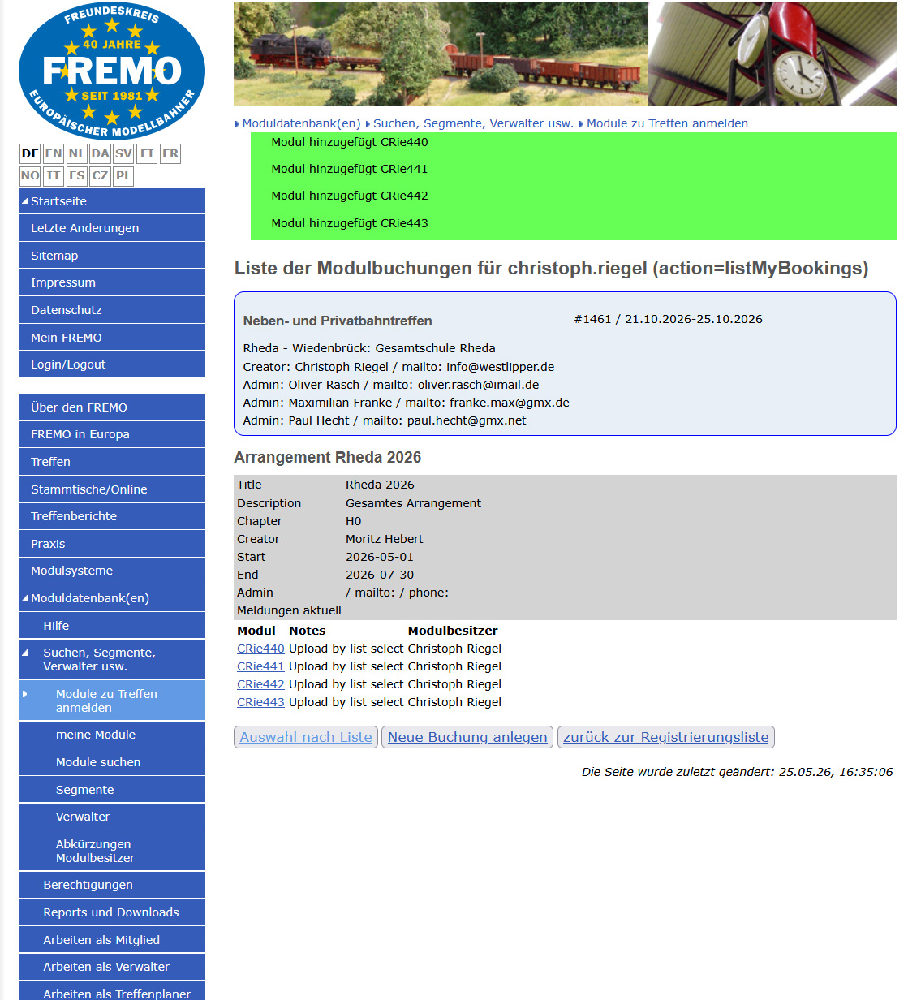 FREUNDESKREIS
40 JAHRE
FREMO
SEIT 1981
EUROPÄISCHER MODELLBAHNER
DE EN NL DA SV FI FR
NO IT ES CZ PL
Startseite
Letzte Änderungen
Sitemap
Impressum
Datenschutz
Mein FREMO
Login/Logout
Über den FREMO
FREMO in Europa
Treffen
Stammtische/Online
Treffenberichte
Praxis
Modulsysteme
Moduldatenbank(en)
Hilfe
Suchen, Segmente,
Verwalter usw.
Module zu Treffen
anmelden
meine Module
Module suchen
Segmente
Verwalter
Abkürzungen
Modulbesitzer
Berechtigungen
Reports und Downloads
Arbeiten als Mitglied
Arbeiten als Verwalter
Arbeiten als Treffenplaner
Moduldatenbank(en) Suchen, Segmente, Verwalter usw. Module zu Treffen anmelden
Modul hinzugefügt CRie440
Modul hinzugefügt CRie441
Modul hinzugefügt CRie442
Modul hinzugefügt CRie443
Liste der Modulbuchungen für christoph.riegel (action=listMyBookings)
Neben- und Privatbahntreffen #1461 / 21.10.2026-25.10.2026
Rheda - Wiedenbrück: Gesamtschule Rheda
Creator: Christoph Riegel / mailto: info@westlipper.de
Admin: Oliver Rasch / mailto: oliver.rasch@imail.de
Admin: Maximilian Franke / mailto: franke.max@gmx.de
Admin: Paul Hecht / mailto: paul.hecht@gmx.net
Arrangement Rheda 2026
Title Rheda 2026
Description Gesamtes Arrangement
Chapter H0
Creator Moritz Hebert
Start 2026-05-01
End 2026-07-30
Admin / mailto: / phone:
Meldungen aktuell
Modul Notes Modulbesitzer
CRie440 Upload by list select Christoph Riegel
CRie441 Upload by list select Christoph Riegel
CRie442 Upload by list select Christoph Riegel
CRie443 Upload by list select Christoph Riegel
Auswahl nach Liste Neue Buchung anlegen zurück zur Registrierungsliste
Die Seite wurde zuletzt geändert: 25.05.26, 16:35:06